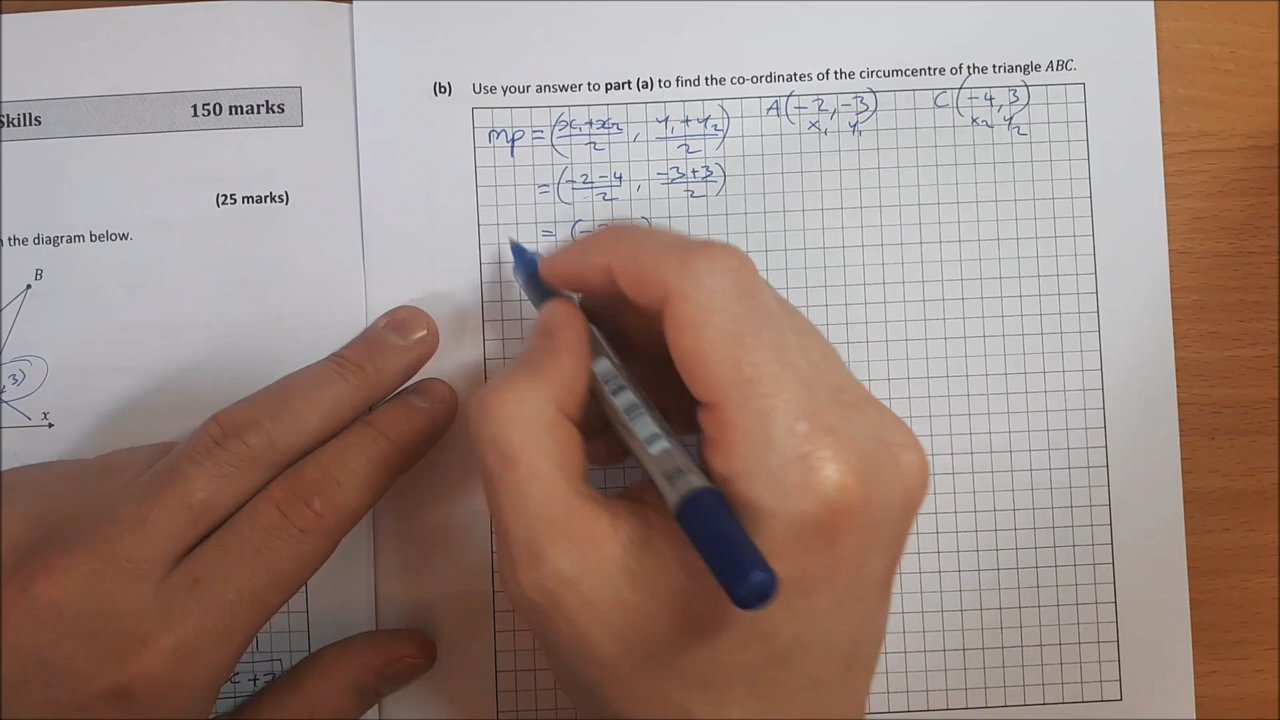 Skills
150 marks
(25 marks)
the diagram below.
B
, 3)
x
x + 7
(b) Use your answer to part (a) to find the co-ordinates of the circumcentre of the triangle ABC.
mp = (x₁+x₂/2 , y₁+y₂/2) A(-2,-3) C(-4,3)
x₁ y₁ x₂ y₂
= (-2-4/2 , -3+3/2)
= (-